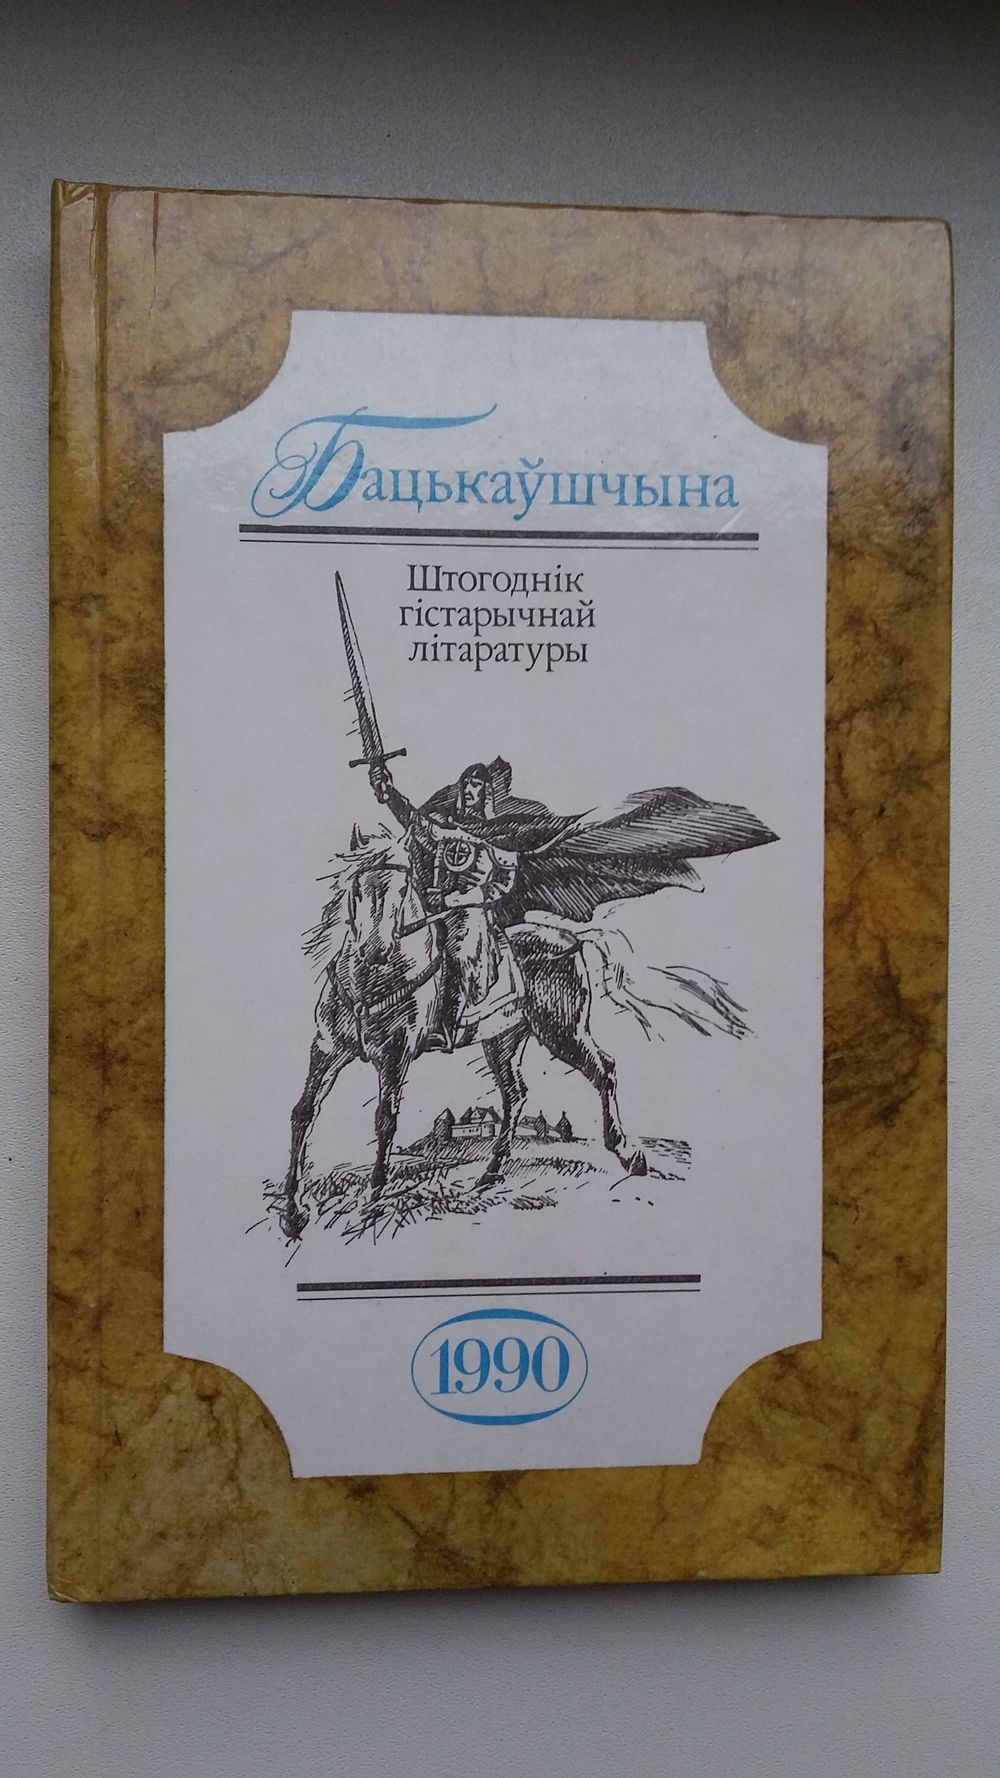 Бацькаўшчына
Штогоднік
гістарычнай
літаратуры
1990